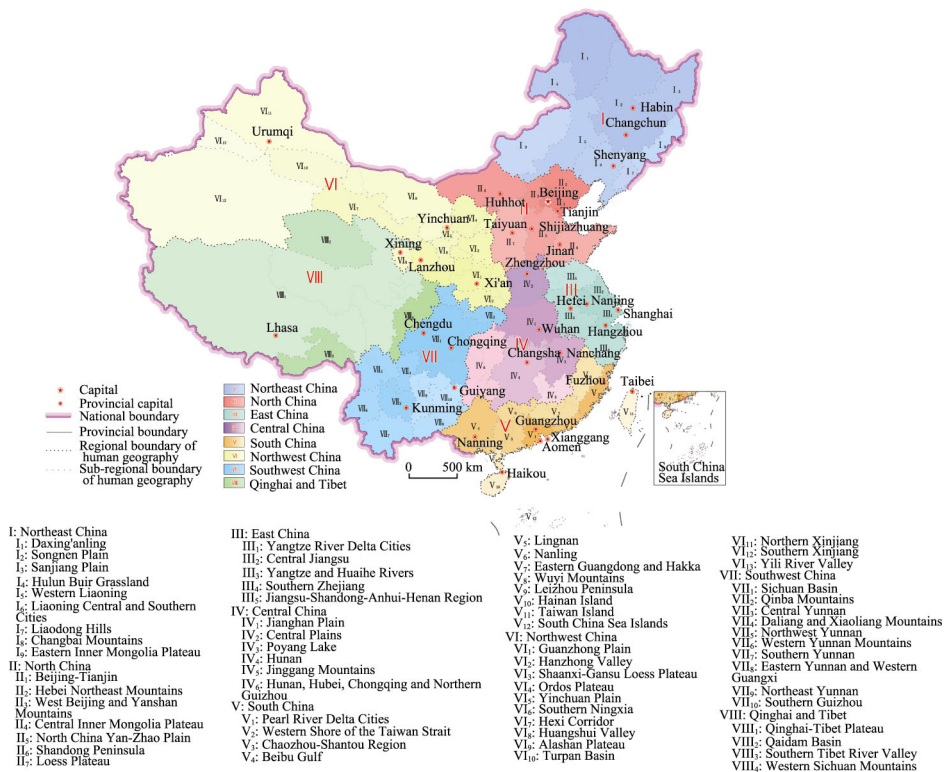 Habin
Changchun
Shenyang
Urumqi
Beijing
Huhhot
Tianjin
Yinchuan
Taiyuan
Shijiazhuang
Xining
Jinan
Lanzhou
Zhengzhou
Xi'an
Hefei
Nanjing
Shanghai
Lhasa
Chengdu
Wuhan
Hangzhou
Chongqing
Changsha
Nanchang
Guiyang
Fuzhou
Taibei
Kunming
Guangzhou
Nanning
Xianggang
Aomen
Haikou
I
II
III
IV
V
VI
VII
VIII
Capital
Provincial capital
National boundary
Provincial boundary
Regional boundary of
human geography
Sub-regional boundary
of human geography
Northeast China
North China
East China
Central China
South China
Northwest China
Southwest China
Qinghai and Tibet
0 500 km
South China
Sea Islands
I: Northeast China
I₁: Daxing'anling
I₂: Songnen Plain
I₃: Sanjiang Plain
I₄: Hulun Buir Grassland
I₅: Western Liaoning
I₆: Liaoning Central and Southern
Cities
I₇: Liaodong Hills
I₈: Changbai Mountains
I₉: Eastern Inner Mongolia Plateau
II: North China
II₁: Beijing-Tianjin
II₂: Hebei Northeast Mountains
II₃: West Beijing and Yanshan
Mountains
II₄: Central Inner Mongolia Plateau
II₅: North China Yan-Zhao Plain
II₆: Shandong Peninsula
II₇: Loess Plateau
III: East China
III₁: Yangtze River Delta Cities
III₂: Central Jiangsu
III₃: Yangtze and Huaihe Rivers
III₄: Southern Zhejiang
III₅: Jiangsu-Shandong-Anhui-Henan Region
IV: Central China
IV₁: Jianghan Plain
IV₂: Central Plains
IV₃: Poyang Lake
IV₄: Hunan
IV₅: Jinggang Mountains
IV₆: Hunan, Hubei, Chongqing and Northern
Guizhou
V: South China
V₁: Pearl River Delta Cities
V₂: Western Shore of the Taiwan Strait
V₃: Chaozhou-Shantou Region
V₄: Beibu Gulf
V₅: Lingnan
V₆: Nanling
V₇: Eastern Guangdong and Hakka
V₈: Wuyi Mountains
V₉: Leizhou Peninsula
V₁₀: Hainan Island
V₁₁: Taiwan Island
V₁₂: South China Sea Islands
VI: Northwest China
VI₁: Guanzhong Plain
VI₂: Hanzhong Valley
VI₃: Shaanxi-Gansu Loess Plateau
VI₄: Ordos Plateau
VI₅: Yinchuan Plain
VI₆: Southern Ningxia
VI₇: Hexi Corridor
VI₈: Huangshui Valley
VI₉: Alashan Plateau
VI₁₀: Turpan Basin
VI₁₁: Northern Xinjiang
VI₁₂: Southern Xinjiang
VI₁₃: Yili River Valley
VII: Southwest China
VII₁: Sichuan Basin
VII₂: Qinba Mountains
VII₃: Central Yunnan
VII₄: Daliang and Xiaoliang Mountains
VII₅: Northwest Yunnan
VII₆: Western Yunnan Mountains
VII₇: Southern Yunnan
VII₈: Eastern Yunnan and Western
Guangxi
VII₉: Northeast Yunnan
VII₁₀: Southern Guizhou
VIII: Qinghai and Tibet
VIII₁: Qinghai-Tibet Plateau
VIII₂: Qaidam Basin
VIII₃: Southern Tibet River Valley
VIII₄: Western Sichuan Mountains